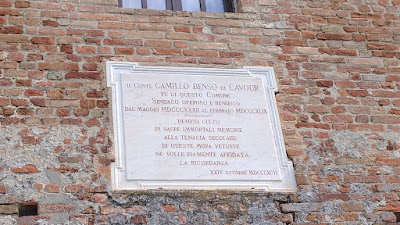 IL CONTE CAMILLO BENSO DI CAVOUR
FU DI QUESTO COMUNE
SINDACO OPEROSO E BENEFICO
DAL MAGGIO MDCCCXXXII AL FEBBRAIO MDCCCXLIX
DEVOTO CULTO
DI SACRE IMMORTALI MEMORIE
ALLA TENACIA SECOLARE
DI QUESTE MURA VETUSTE
NE VOLLE PIAMENTE AFFIDATA
LA RICORDANZA
XXIV OTTOBRE MDCCCXCVI